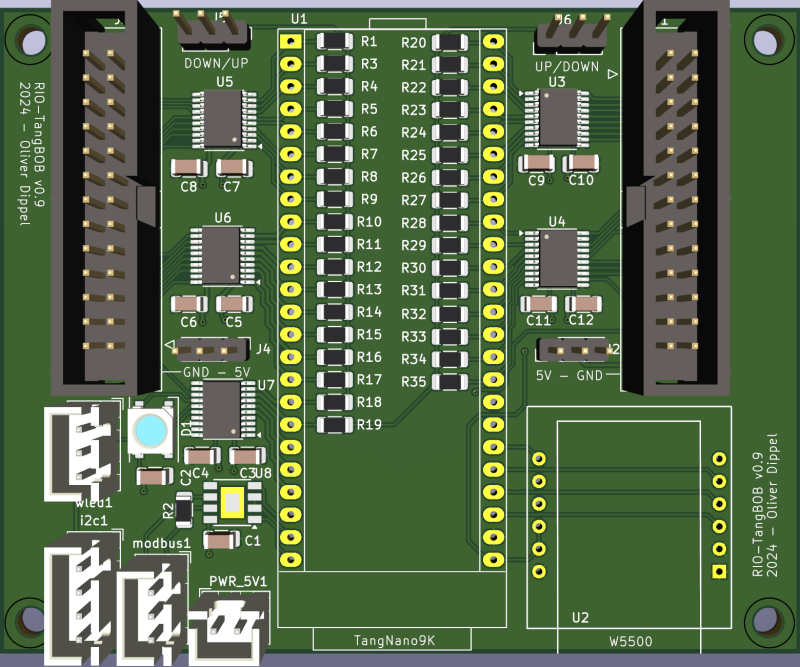 J5
U1
J6
1
DOWN/UP
UP/DOWN
U5
U3
RIO-TangBOB v0.9
2024 - Oliver Dippel
R1
R3
R4
R5
R6
R7
R8
R9
R10
R11
R12
R13
R14
R15
R16
R17
R18
R19
R20
R21
R22
R23
R24
R25
R26
R27
R28
R29
R30
R31
R32
R33
R34
R35
C8
C7
C9
C10
U6
U4
C6
C5
C11
C12
J4
2
GND - 5V
5V - GND
U7
D1
C2
C4
C3
U8
wled1
i2c1
R2
C1
modbus1
PWR_5V1
RIO-TangBOB v0.9
2024 - Oliver Dippel
U2
TangNano9K
W5500